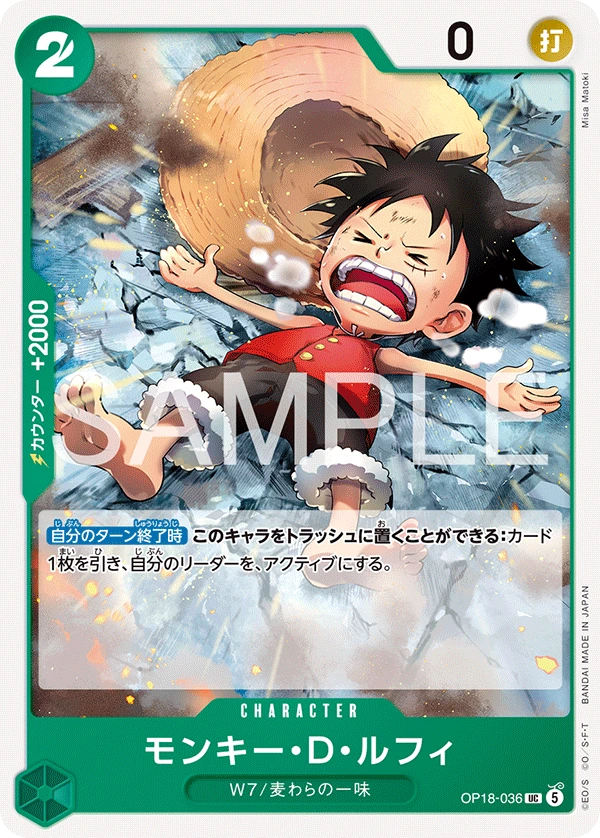 2
0
打
Misa Matoki
カウンター +2000
SAMPLE
自分のターン終了時 このキャラをトラッシュに置くことができる:カード
1枚を引き、自分のリーダーを、アクティブにする。
CHARACTER
モンキー・D・ルフィ
W7/麦わらの一味
OP18-036 UC 5
©E.O/S ©O/S・F・T BANDAI MADE IN JAPAN